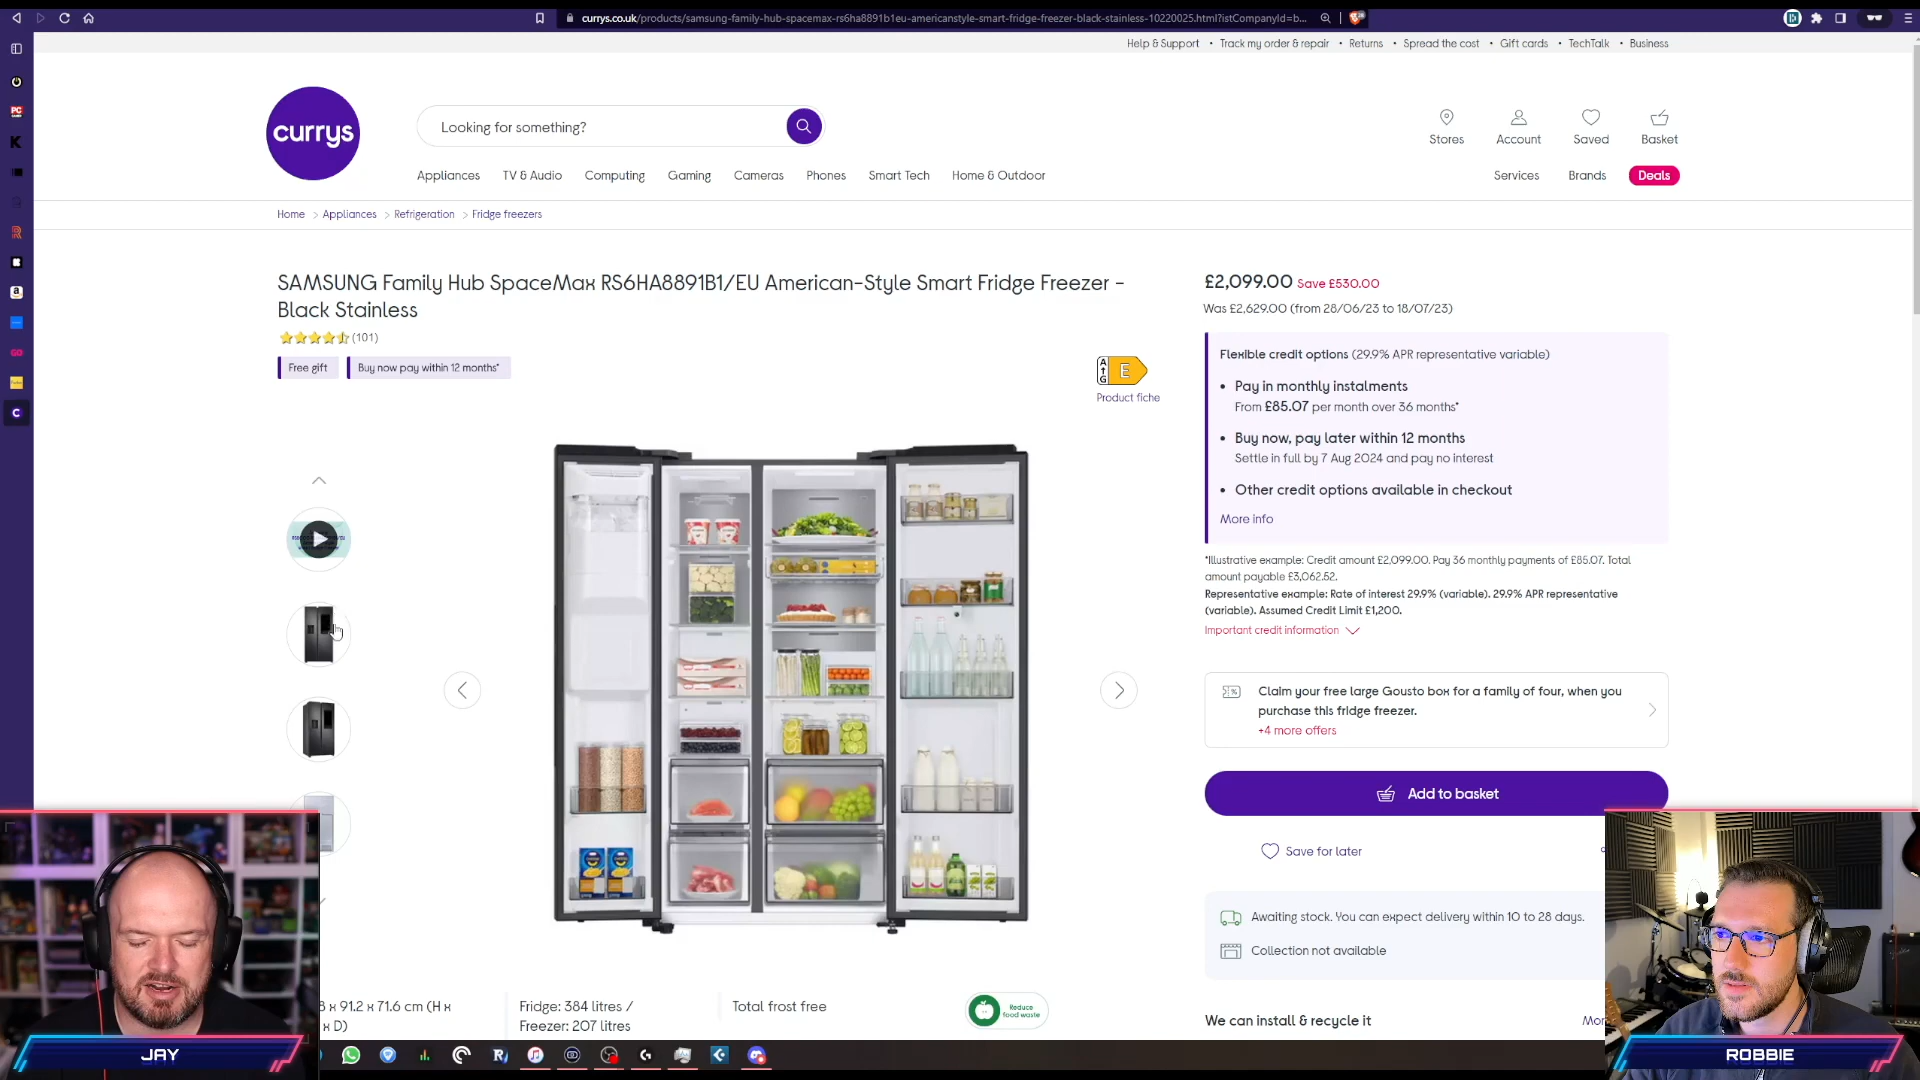 currys.co.uk/products/samsung-family-hub-spacemax-rs6ha8891b1eu-americanstyle-smart-fridge-freezer-black-stainless-10220025.html?istCompanyId=b...
Help & Support • Track my order & repair • Returns • Spread the cost • Gift cards • TechTalk • Business
currys
Looking for something?
Stores Account Saved Basket
Appliances TV & Audio Computing Gaming Cameras Phones Smart Tech Home & Outdoor Services Brands Deals
Home > Appliances > Refrigeration > Fridge freezers
SAMSUNG Family Hub SpaceMax RS6HA8891B1/EU American-Style Smart Fridge Freezer -
Black Stainless
(101)
Free gift Buy now pay within 12 months*
A
G
E
Product fiche
£2,099.00 Save £530.00
Was £2,629.00 (from 28/06/23 to 18/07/23)
Flexible credit options (29.9% APR representative variable)
• Pay in monthly instalments
From £85.07 per month over 36 months*
• Buy now, pay later within 12 months
Settle in full by 7 Aug 2024 and pay no interest
• Other credit options available in checkout
More info
*Illustrative example: Credit amount £2,099.00. Pay 36 monthly payments of £85.07. Total
amount payable £3,062.52.
Representative example: Rate of interest 29.9% (variable). 29.9% APR representative
(variable). Assumed Credit Limit £1,200.
Important credit information
Claim your free large Gousto box for a family of four, when you
purchase this fridge freezer.
+4 more offers
Add to basket
Save for later
Awaiting stock. You can expect delivery within 10 to 28 days.
Collection not available
We can install & recycle it Mor
8 x 91.2 x 71.6 cm (H x
x D)
Fridge: 384 litres /
Freezer: 207 litres
Total frost free
Reduce
food waste
JAY
ROBBIE